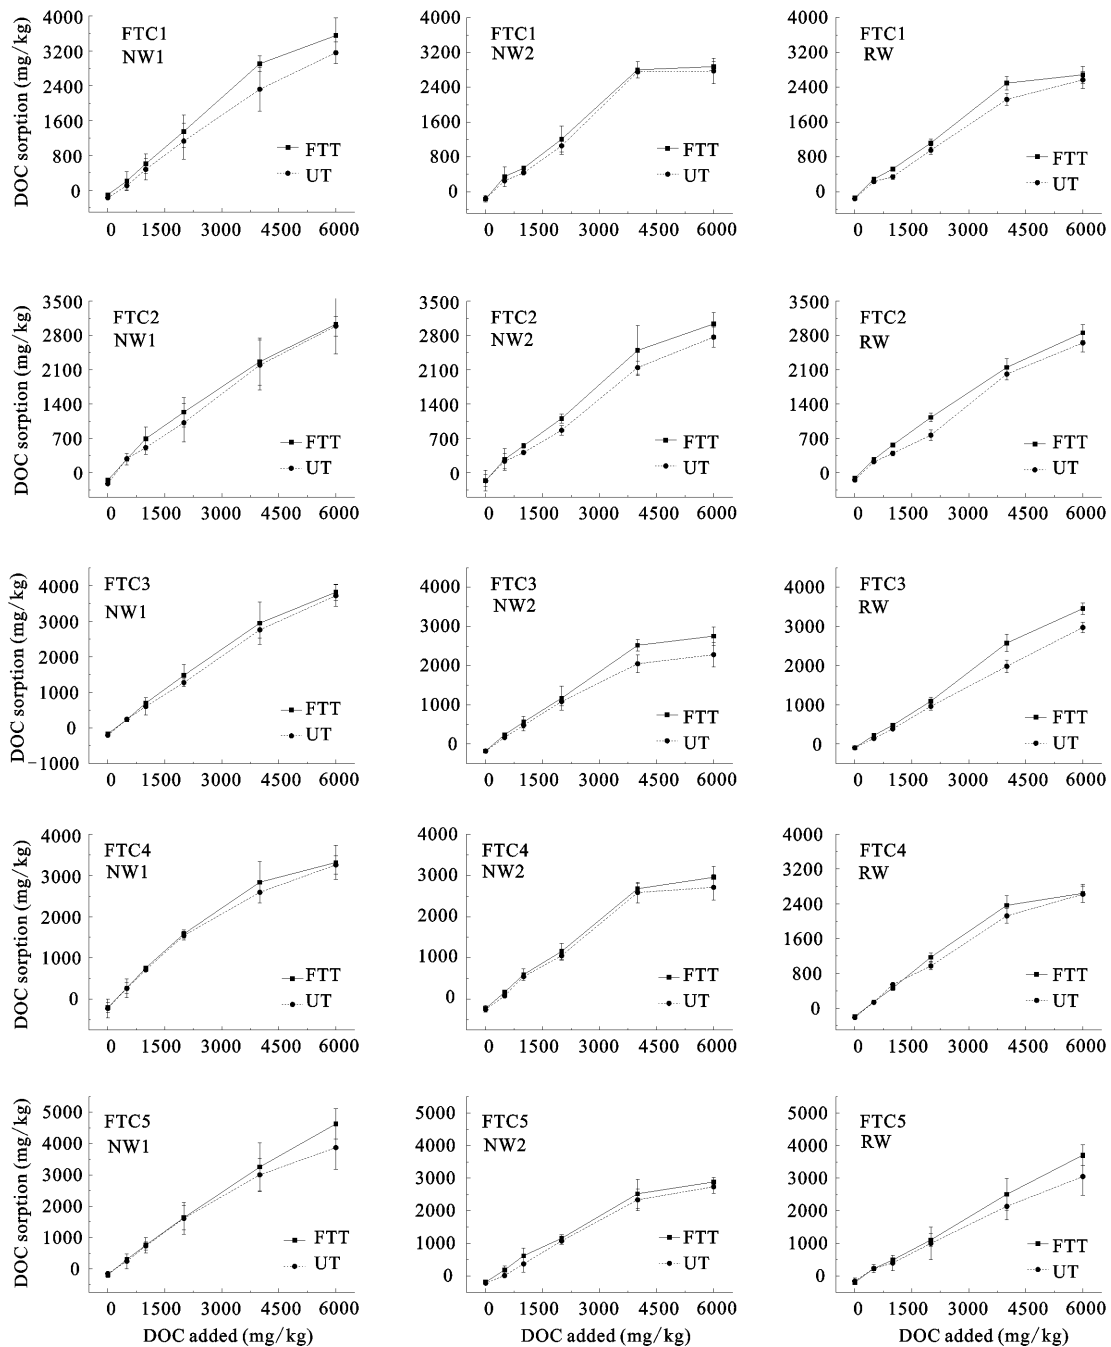 DOC sorption (mg/kg)
4000
3200
2400
1600
800
0
FTC1
NW1
FTT
UT
0 1500 3000 4500 6000
4000
3200
2400
1600
800
0
FTC1
NW2
FTT
UT
0 1500 3000 4500 6000
4000
3200
2400
1600
800
0
FTC1
RW
FTT
UT
0 1500 3000 4500 6000
DOC sorption (mg/kg)
3500
2800
2100
1400
700
0
FTC2
NW1
FTT
UT
0 1500 3000 4500 6000
3500
2800
2100
1400
700
0
FTC2
NW2
FTT
UT
0 1500 3000 4500 6000
3500
2800
2100
1400
700
0
FTC2
RW
FTT
UT
0 1500 3000 4500 6000
DOC sorption (mg/kg)
4000
3000
2000
1000
0
−1000
FTC3
NW1
FTT
UT
0 1500 3000 4500 6000
4000
3000
2000
1000
0
FTC3
NW2
FTT
UT
0 1500 3000 4500 6000
4000
3000
2000
1000
0
FTC3
RW
FTT
UT
0 1500 3000 4500 6000
DOC sorption (mg/kg)
4000
3000
2000
1000
0
FTC4
NW1
FTT
UT
0 1500 3000 4500 6000
4000
3000
2000
1000
0
FTC4
NW2
FTT
UT
0 1500 3000 4500 6000
4000
3200
2400
1600
800
0
FTC4
RW
FTT
UT
0 1500 3000 4500 6000
DOC sorption (mg/kg)
5000
4000
3000
2000
1000
0
FTC5
NW1
FTT
UT
0 1500 3000 4500 6000
DOC added (mg/kg)
5000
4000
3000
2000
1000
0
FTC5
NW2
FTT
UT
0 1500 3000 4500 6000
DOC added (mg/kg)
5000
4000
3000
2000
1000
0
FTC5
RW
FTT
UT
0 1500 3000 4500 6000
DOC added (mg/kg)